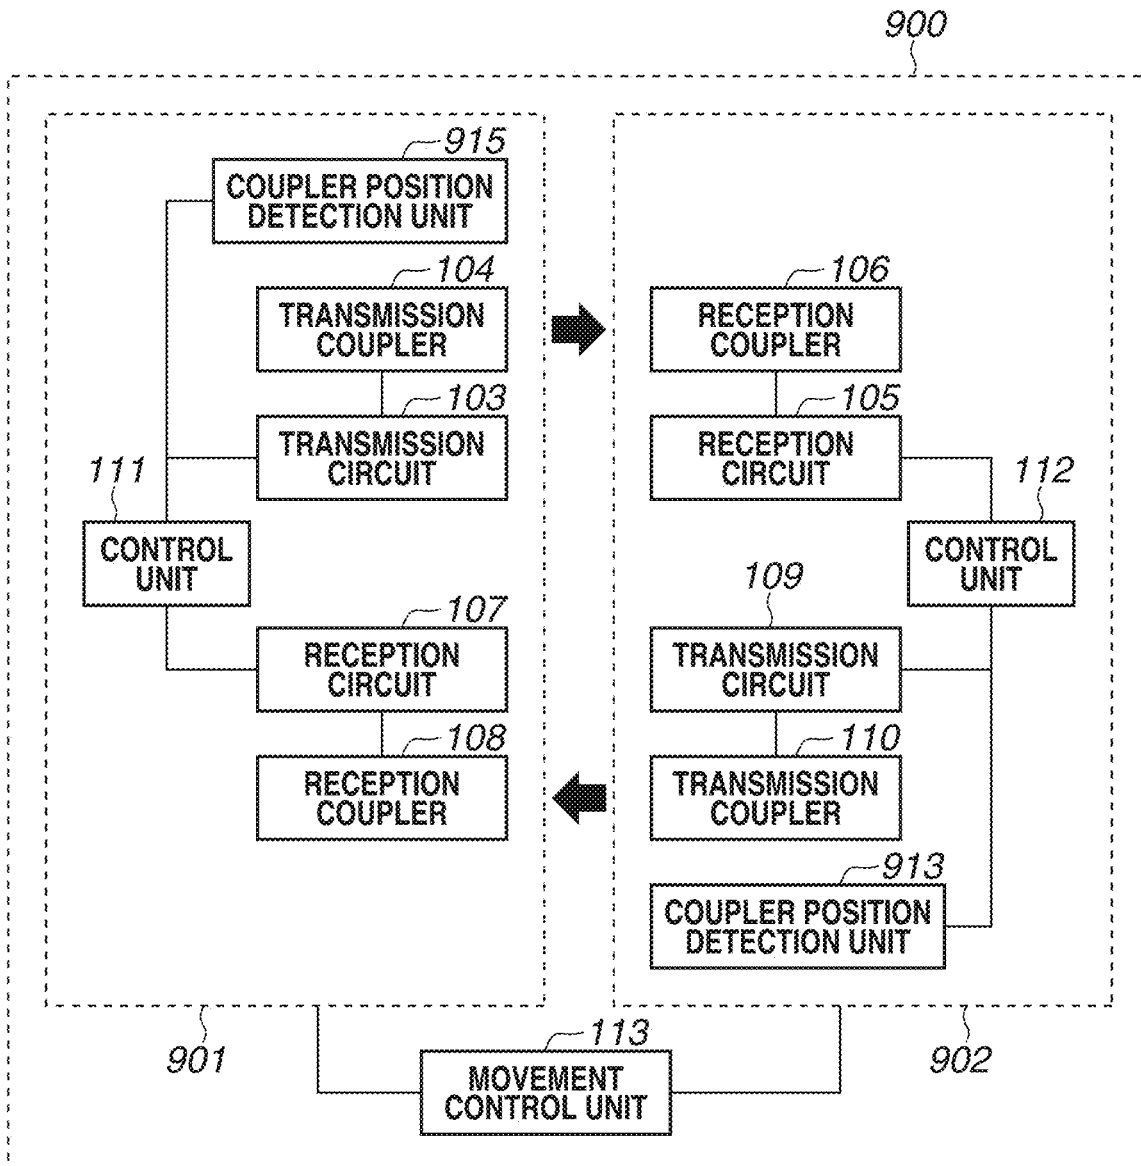 900
915
COUPLER POSITION
DETECTION UNIT
104
TRANSMISSION
COUPLER
103
TRANSMISSION
CIRCUIT
111
CONTROL
UNIT
107
RECEPTION
CIRCUIT
108
RECEPTION
COUPLER
901
106
RECEPTION
COUPLER
105
RECEPTION
CIRCUIT
112
CONTROL
UNIT
109
TRANSMISSION
CIRCUIT
110
TRANSMISSION
COUPLER
913
COUPLER POSITION
DETECTION UNIT
902
113
MOVEMENT
CONTROL UNIT